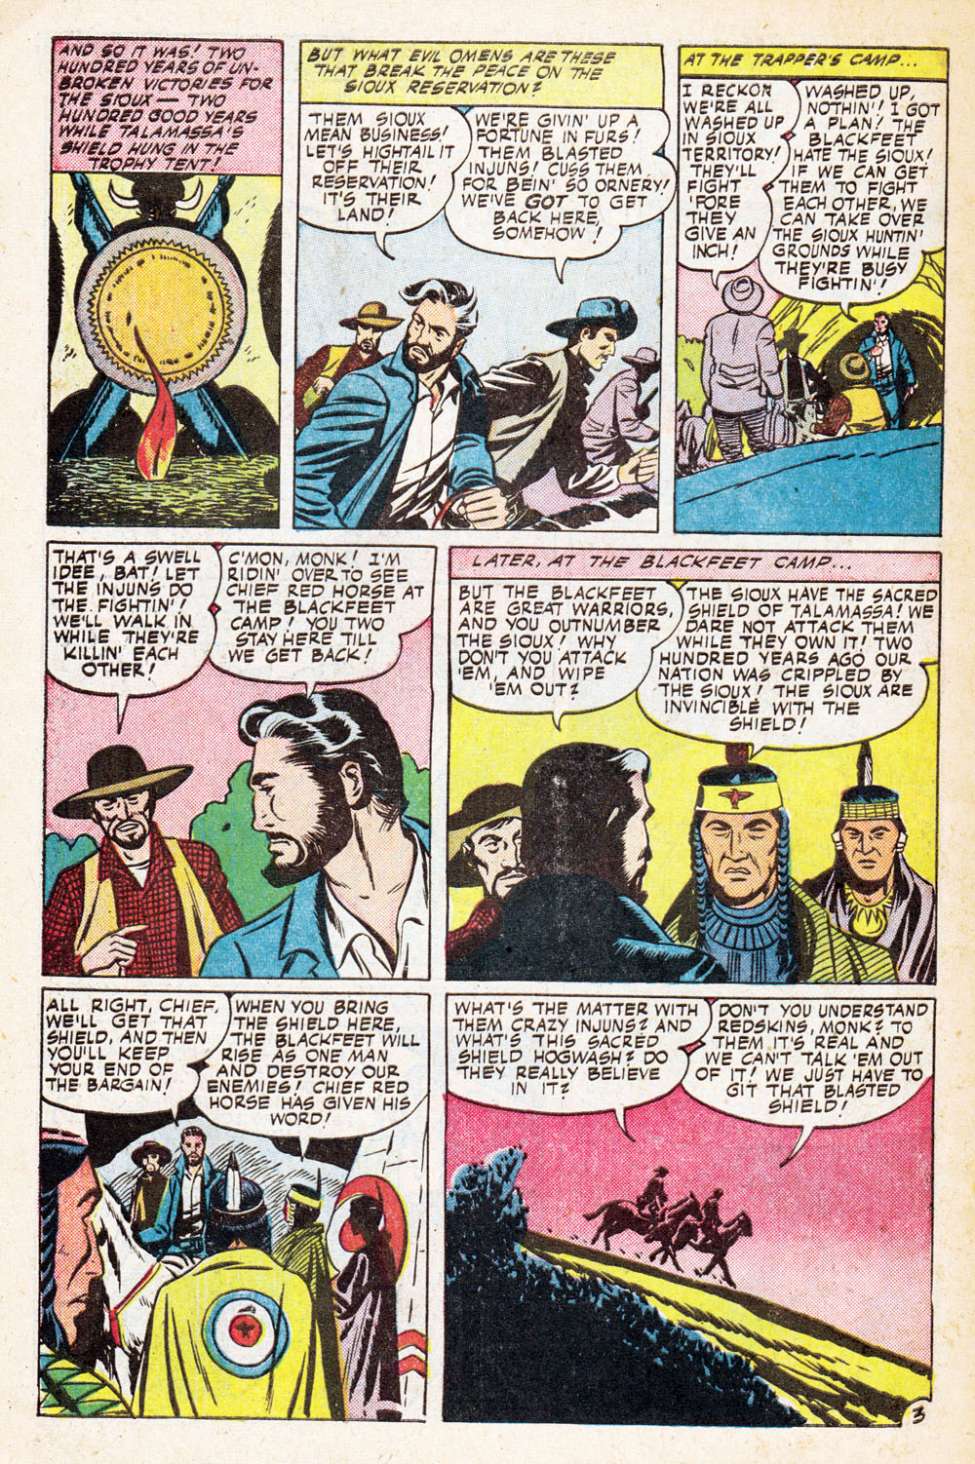 AND SO IT WAS! TWO
HUNDRED YEARS OF UN-
BROKEN VICTORIES FOR
THE SIOUX — TWO
HUNDRED GOOD YEARS
WHILE TALAMASSA'S
SHIELD HUNG IN THE
TROPHY TENT!
BUT WHAT EVIL OMENS ARE THESE
THAT BREAK THE PEACE ON THE
SIOUX RESERVATION?
THEM SIOUX
MEAN BUSINESS!
LET'S HIGHTAIL IT
OFF THEIR
RESERVATION!
IT'S THEIR
LAND!
WE'RE GIVIN' UP A
FORTUNE IN FURS!
THEM BLASTED
INJUNS! CUSS THEM
FOR BEIN' SO ORNERY!
WE'VE GOT TO GET
BACK HERE,
SOMEHOW!
AT THE TRAPPER'S CAMP...
I RECKON
WE'RE ALL
WASHED UP
IN SIOUX
TERRITORY!
THEY'LL
FIGHT
'FORE
THEY
GIVE AN
INCH!
WASHED UP,
NOTHIN'! I GOT
A PLAN! THE
BLACKFEET
HATE THE SIOUX!
IF WE CAN GET
THEM TO FIGHT
EACH OTHER, WE
CAN TAKE OVER
THE SIOUX HUNTIN'
GROUNDS WHILE
THEY'RE BUSY
FIGHTIN'!
THAT'S A SWELL
IDEE, BAT! LET
THE INJUNS DO
THE FIGHTIN'!
WE'LL WALK IN
WHILE THEY'RE
KILLIN' EACH
OTHER!
C'MON, MONK! I'M
RIDIN' OVER TO SEE
CHIEF RED HORSE AT
THE BLACKFEET
CAMP! YOU TWO
STAY HERE TILL
WE GET BACK!
LATER, AT THE BLACKFEET CAMP...
BUT THE BLACKFEET
ARE GREAT WARRIORS,
AND YOU OUTNUMBER
THE SIOUX! WHY
DON'T YOU ATTACK
'EM, AND WIPE
'EM OUT?
THE SIOUX HAVE THE SACRED
SHIELD OF TALAMASSA! WE
DARE NOT ATTACK THEM
WHILE THEY OWN IT! TWO
HUNDRED YEARS AGO OUR
NATION WAS CRIPPLED BY
THE SIOUX! THE SIOUX ARE
INVINCIBLE WITH THE
SHIELD!
ALL RIGHT, CHIEF,
WE'LL GET THAT
SHIELD, AND THEN
YOU'LL KEEP
YOUR END OF
THE BARGAIN!
WHEN YOU BRING
THE SHIELD HERE,
THE BLACKFEET WILL
RISE AS ONE MAN
AND DESTROY OUR
ENEMIES! CHIEF RED
HORSE HAS GIVEN HIS
WORD!
WHAT'S THE MATTER WITH
THEM CRAZY INJUNS? AND
WHAT'S THIS SACRED
SHIELD HOGWASH? DO
THEY REALLY BELIEVE
IN IT?
DON'T YOU UNDERSTAND
REDSKINS, MONK? TO
THEM IT'S REAL AND
WE CAN'T TALK 'EM OUT
OF IT! WE JUST HAVE TO
GIT THAT BLASTED
SHIELD!
3